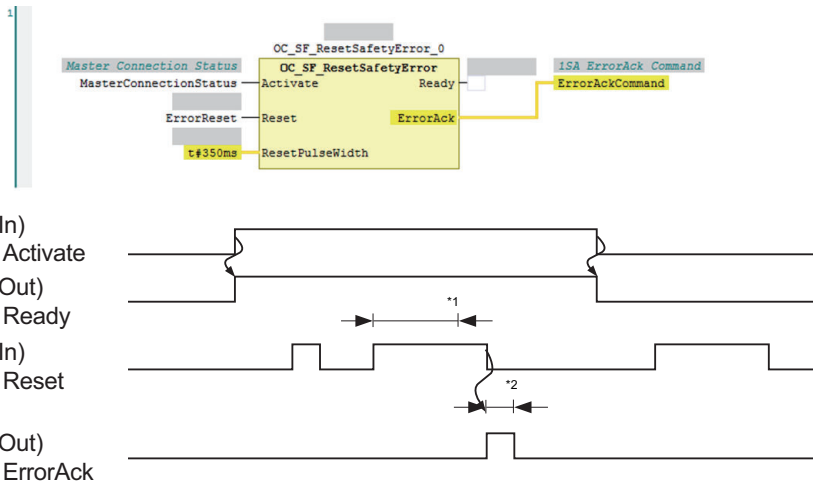 1
OC_SF_ResetSafetyError_0
Master Connection Status OC_SF_ResetSafetyError 1SA ErrorAck Command
MasterConnectionStatus Activate Ready ErrorAckCommand
ErrorReset Reset ErrorAck
t#350ms ResetPulseWidth
In)
Activate
Out)
Ready
*1
In)
Reset
*2
Out)
ErrorAck